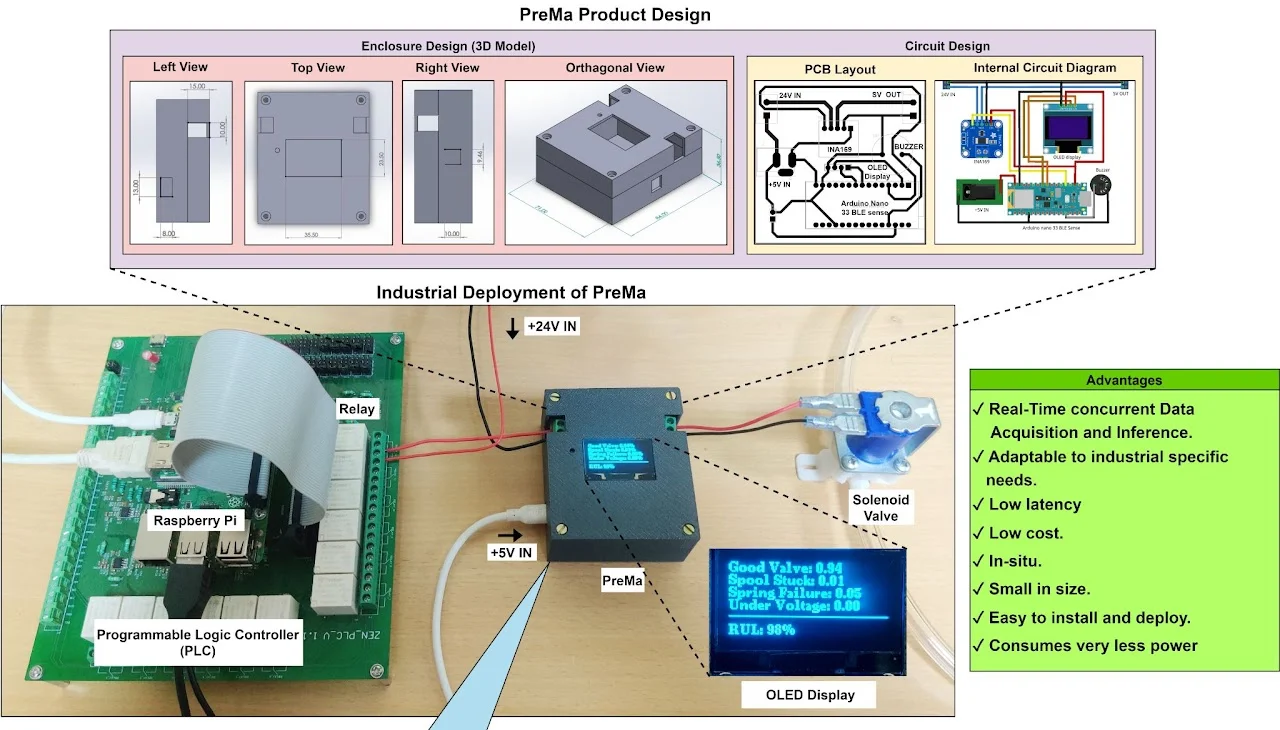 PreMa Product Design
Enclosure Design (3D Model)
Left View
Top View
Right View
Orthagonal View
15.00
10.00
13.00
8.00
23.50
35.50
9.46
10.00
Circuit Design
PCB Layout
Internal Circuit Diagram
24V IN
5V OUT
INA169
BUZZER
OLED
Display
+5V IN
Arduino Nano
33 BLE sense
24V IN
5V OUT
INA169
OLED display
Buzzer
+5V IN
Arduino nano 33 BLE Sense
Industrial Deployment of PreMa
+24V IN
Relay
Raspberry Pi
Programmable Logic Controller
(PLC)
ZEN_PLC_V
+5V IN
PreMa
RUL: 98%
Solenoid
Valve
Good Valve: 0.94
Spool Stuck: 0.01
Spring Failure: 0.05
Under Voltage: 0.00
RUL: 98%
OLED Display
Advantages
✓ Real-Time concurrent Data
Acquisition and Inference.
✓ Adaptable to industrial specific
needs.
✓ Low latency
✓ Low cost.
✓ In-situ.
✓ Small in size.
✓ Easy to install and deploy.
✓ Consumes very less power